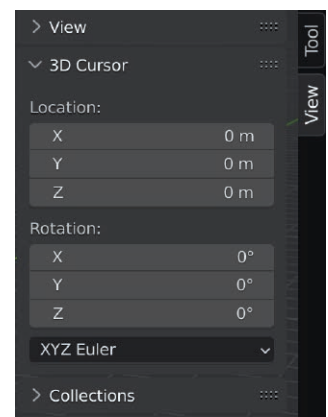 View
3D Cursor
Location:
X 0 m
Y 0 m
Z 0 m
Rotation:
X 0°
Y 0°
Z 0°
XYZ Euler
Collections
Tool
View